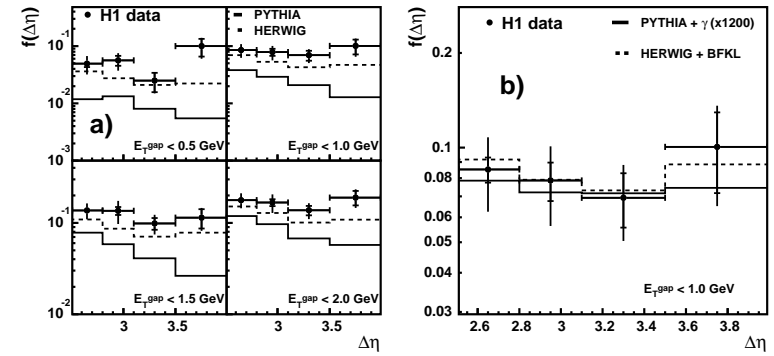 f(Δη)
H1 data
PYTHIA
HERWIG
10⁻¹
10⁻²
10⁻³
a)
E_T^gap < 0.5 GeV
E_T^gap < 1.0 GeV
10⁻¹
10⁻²
E_T^gap < 1.5 GeV
E_T^gap < 2.0 GeV
3 3.5 3 3.5
Δη
f(Δη)
H1 data
PYTHIA + γ (x1200)
HERWIG + BFKL
b)
0.2
0.1
0.08
0.06
0.05
0.04
0.03
E_T^gap < 1.0 GeV
2.6 2.8 3 3.2 3.4 3.6 3.8
Δη